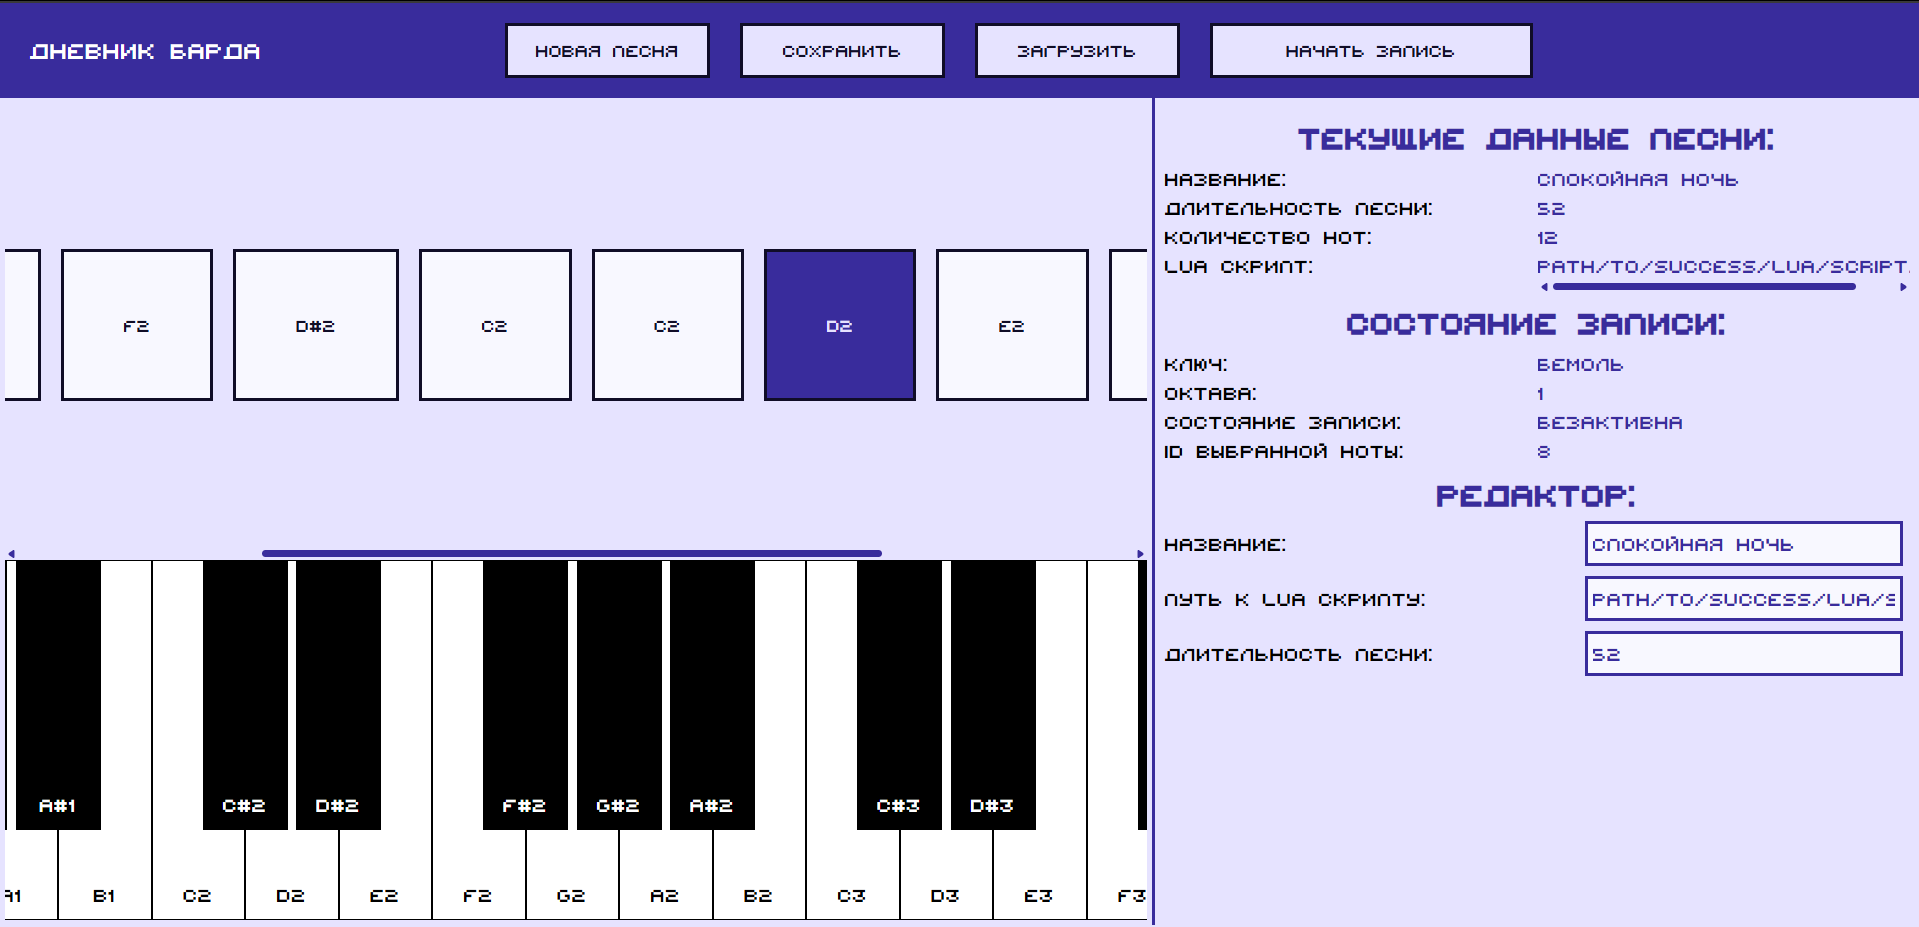 ДНЕВНИК БАРДА
НОВАЯ ПЕСНЯ
СОХРАНИТЬ
ЗАГРУЗИТЬ
НАЧАТЬ ЗАПИСЬ
F2
D#2
C2
C2
D2
E2
A#1
C#2
D#2
F#2
G#2
A#2
C#3
D#3
A1
B1
C2
D2
E2
F2
G2
A2
B2
C3
D3
E3
F3
ТЕКУЩИЕ ДАННЫЕ ПЕСНИ:
НАЗВАНИЕ: СПОКОЙНАЯ НОЧЬ
ДЛИТЕЛЬНОСТЬ ПЕСНИ: 52
КОЛИЧЕСТВО НОТ: 12
LUA СКРИПТ: PATH/TO/SUCCESS/LUA/SCRIPT.
СОСТОЯНИЕ ЗАПИСИ:
КЛЮЧ: БЕМОЛЬ
ОКТАВА: 1
СОСТОЯНИЕ ЗАПИСИ: БЕЗАКТИВНА
ID ВЫБРАННОЙ НОТЫ: 8
РЕДАКТОР:
НАЗВАНИЕ: СПОКОЙНАЯ НОЧЬ
ПУТЬ К LUA СКРИПТУ: PATH/TO/SUCCESS/LUA/S
ДЛИТЕЛЬНОСТЬ ПЕСНИ: 52